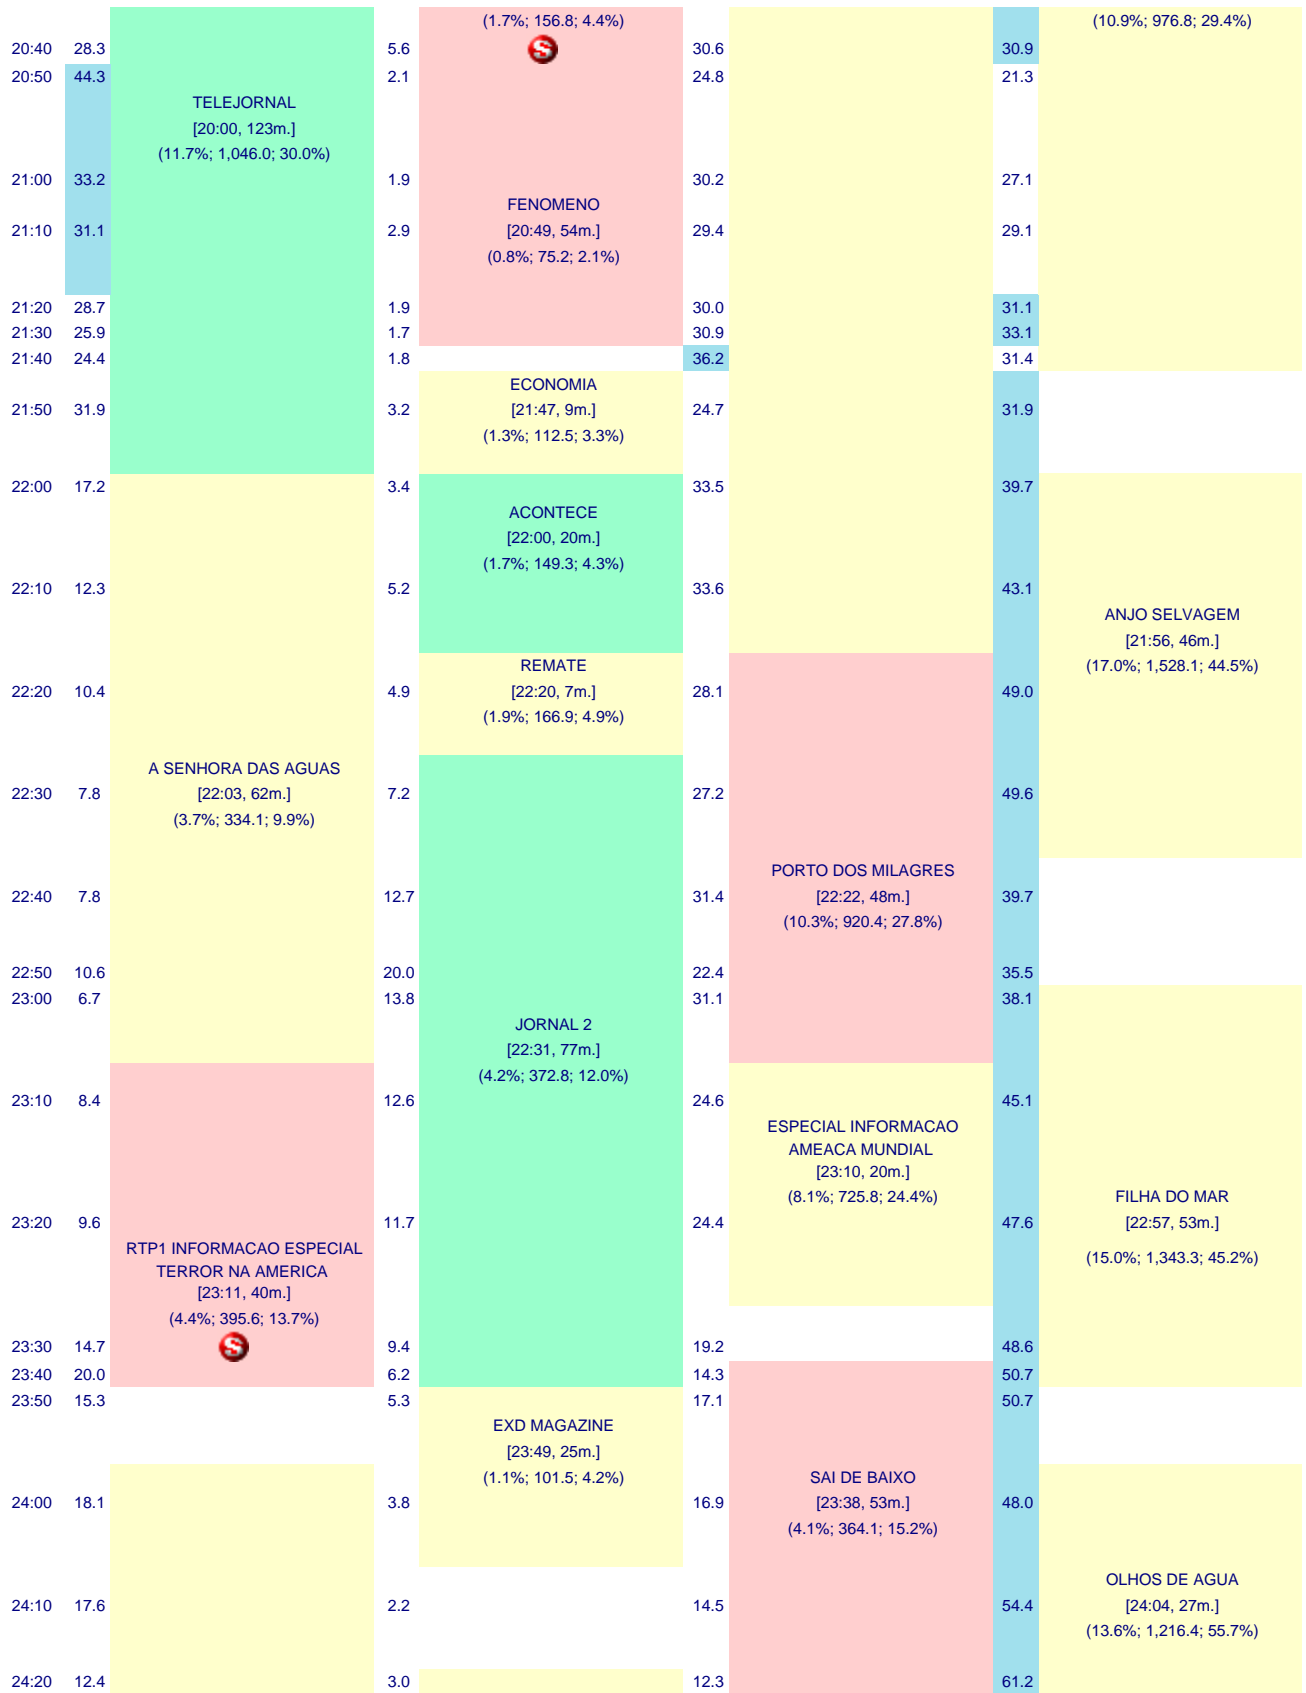 (1.7%; 156.8; 4.4%) (10.9%; 976.8; 29.4%)
20:40 28.3 5.6 S 30.6 30.9
20:50 44.3 2.1 24.8 21.3
TELEJORNAL
[20:00, 123m.]
(11.7%; 1,046.0; 30.0%)
21:00 33.2 1.9 30.2 27.1
FENOMENO
21:10 31.1 2.9 [20:49, 54m.] 29.4 29.1
(0.8%; 75.2; 2.1%)
21:20 28.7 1.9 30.0 31.1
21:30 25.9 1.7 30.9 33.1
21:40 24.4 1.8 36.2 31.4
ECONOMIA
21:50 31.9 3.2 [21:47, 9m.] 24.7 31.9
(1.3%; 112.5; 3.3%)
22:00 17.2 3.4 33.5 39.7
ACONTECE
[22:00, 20m.]
(1.7%; 149.3; 4.3%)
22:10 12.3 5.2 33.6 43.1
ANJO SELVAGEM
[21:56, 46m.]
REMATE (17.0%; 1,528.1; 44.5%)
22:20 10.4 4.9 [22:20, 7m.] 28.1 49.0
(1.9%; 166.9; 4.9%)
A SENHORA DAS AGUAS
22:30 7.8 [22:03, 62m.] 7.2 27.2 49.6
(3.7%; 334.1; 9.9%)
PORTO DOS MILAGRES
22:40 7.8 12.7 31.4 [22:22, 48m.] 39.7
(10.3%; 920.4; 27.8%)
22:50 10.6 20.0 22.4 35.5
23:00 6.7 13.8 31.1 38.1
JORNAL 2
[22:31, 77m.]
(4.2%; 372.8; 12.0%)
23:10 8.4 12.6 24.6 45.1
ESPECIAL INFORMACAO
AMEACA MUNDIAL
[23:10, 20m.]
(8.1%; 725.8; 24.4%) FILHA DO MAR
23:20 9.6 11.7 24.4 47.6 [22:57, 53m.]
RTP1 INFORMACAO ESPECIAL (15.0%; 1,343.3; 45.2%)
TERROR NA AMERICA
[23:11, 40m.]
(4.4%; 395.6; 13.7%)
23:30 14.7 S 9.4 19.2 48.6
23:40 20.0 6.2 14.3 50.7
23:50 15.3 5.3 17.1 50.7
EXD MAGAZINE
[23:49, 25m.]
(1.1%; 101.5; 4.2%) SAI DE BAIXO
24:00 18.1 3.8 16.9 [23:38, 53m.] 48.0
(4.1%; 364.1; 15.2%)
OLHOS DE AGUA
24:10 17.6 2.2 14.5 54.4 [24:04, 27m.]
(13.6%; 1,216.4; 55.7%)
24:20 12.4 3.0 12.3 61.2